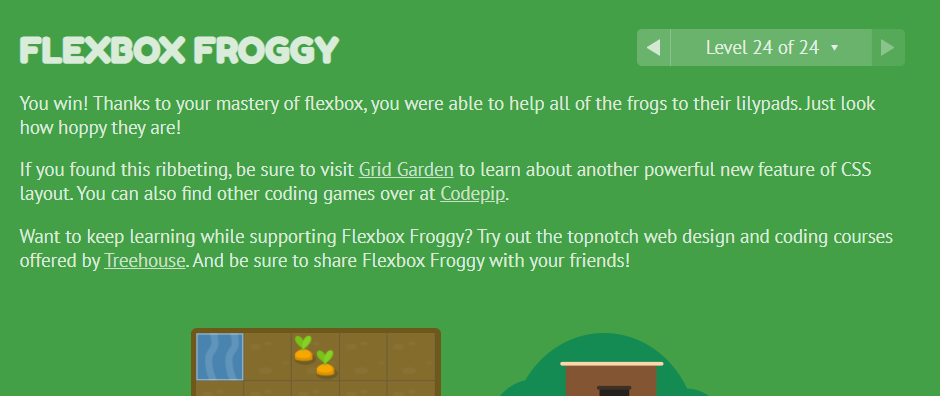 FLEXBOX FROGGY
Level 24 of 24
You win! Thanks to your mastery of flexbox, you were able to help all of the frogs to their lilypads. Just look
how hoppy they are!
If you found this ribbeting, be sure to visit Grid Garden to learn about another powerful new feature of CSS
layout. You can also find other coding games over at Codepip.
Want to keep learning while supporting Flexbox Froggy? Try out the topnotch web design and coding courses
offered by Treehouse. And be sure to share Flexbox Froggy with your friends!